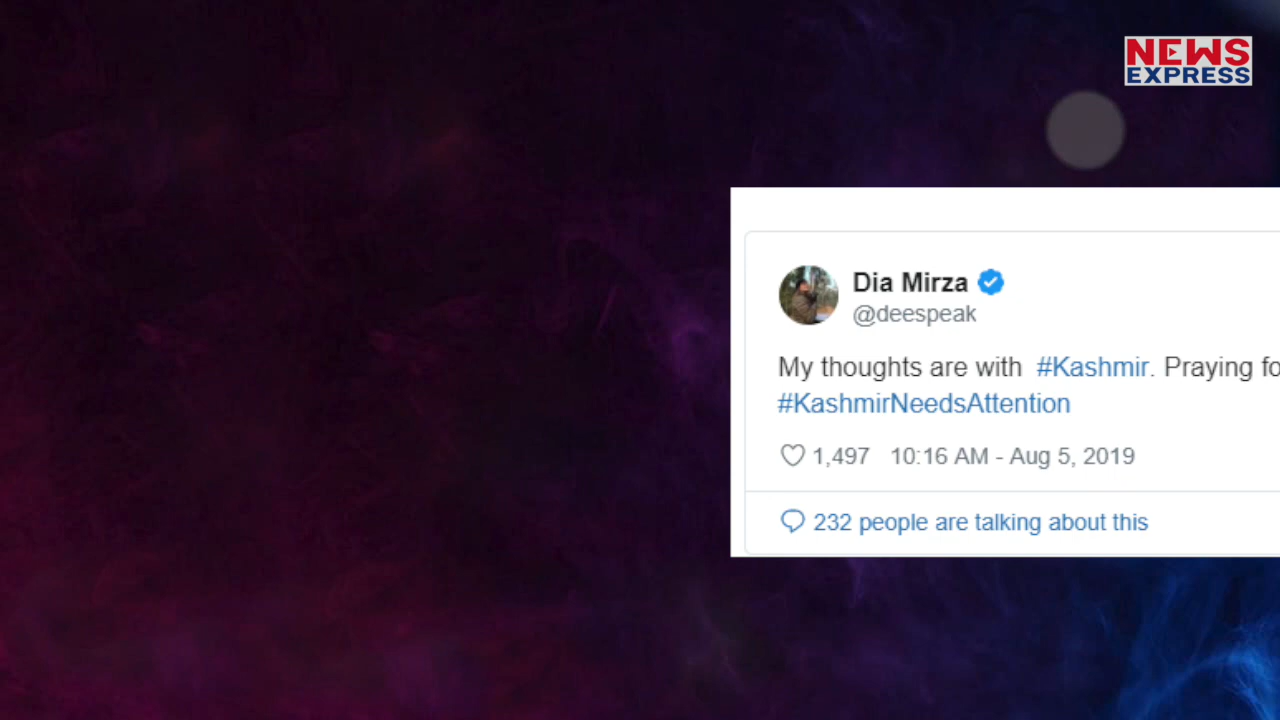 NEWS
EXPRESS
Dia Mirza
@deespeak
My thoughts are with #Kashmir. Praying fo
#KashmirNeedsAttention
1,497 10:16 AM - Aug 5, 2019
232 people are talking about this